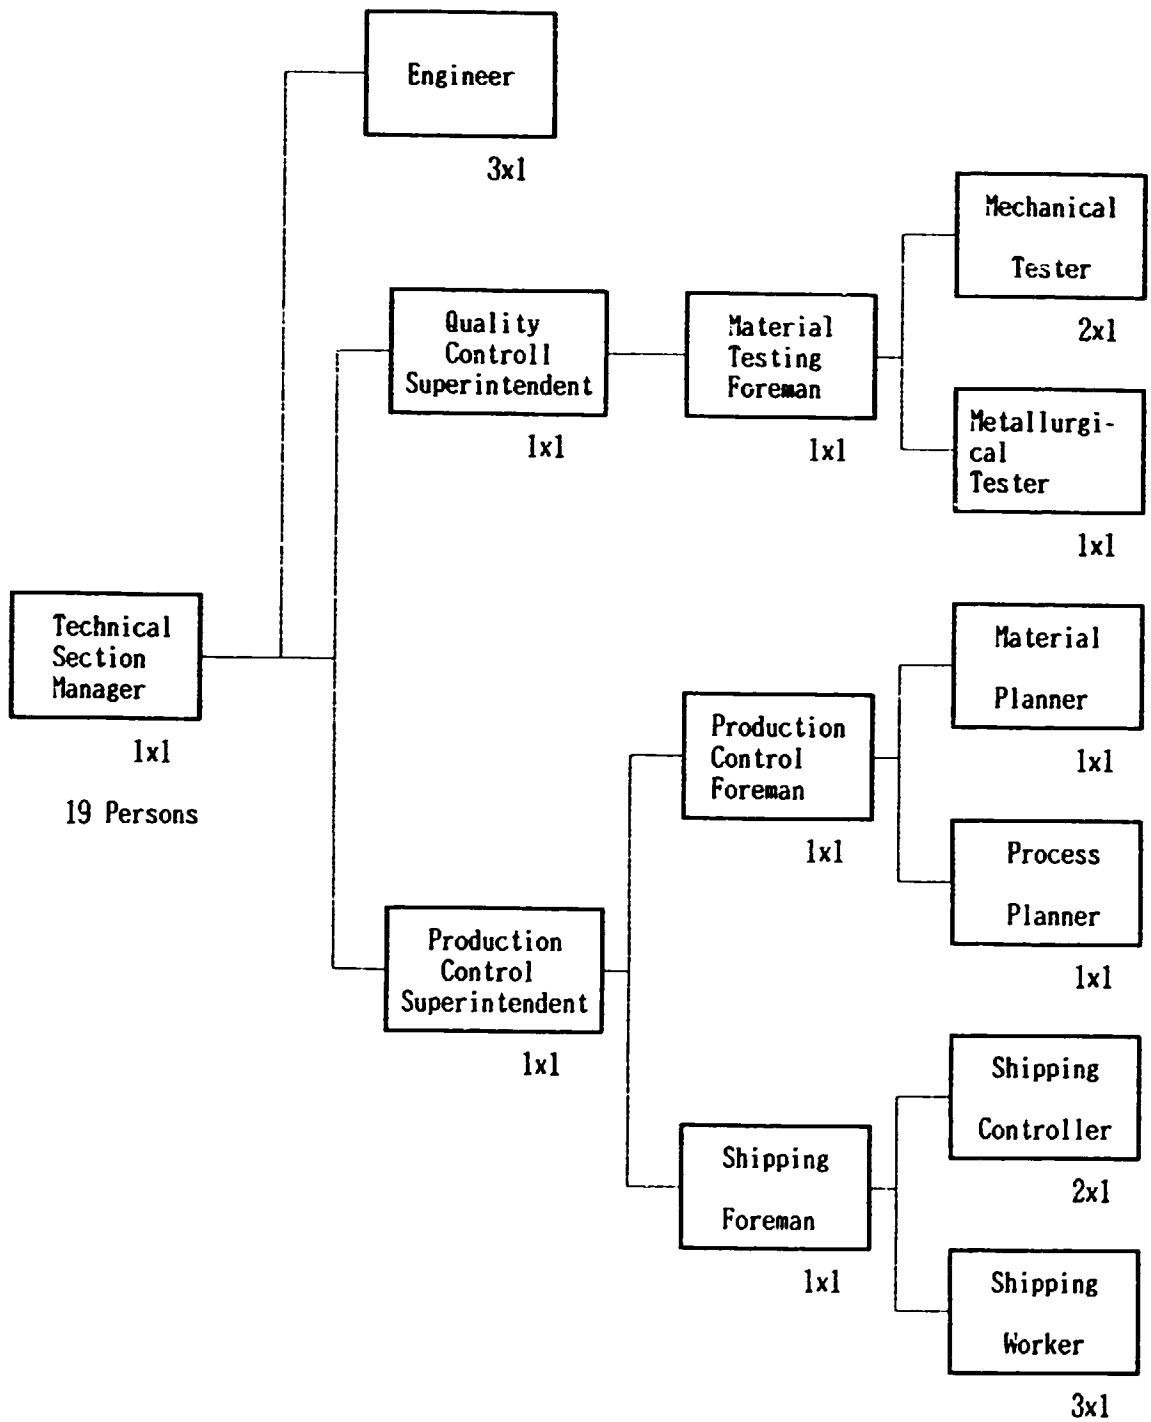 Engineer
3x1
Mechanical
Tester
2x1
Quality
Controll
Superintendent
1x1
Material
Testing
Foreman
1x1
Metallurgi-
cal
Tester
1x1
Technical
Section
Manager
1x1
19 Persons
Production
Control
Foreman
1x1
Material
Planner
1x1
Process
Planner
1x1
Production
Control
Superintendent
1x1
Shipping
Controller
2x1
Shipping
Foreman
1x1
Shipping
Worker
3x1